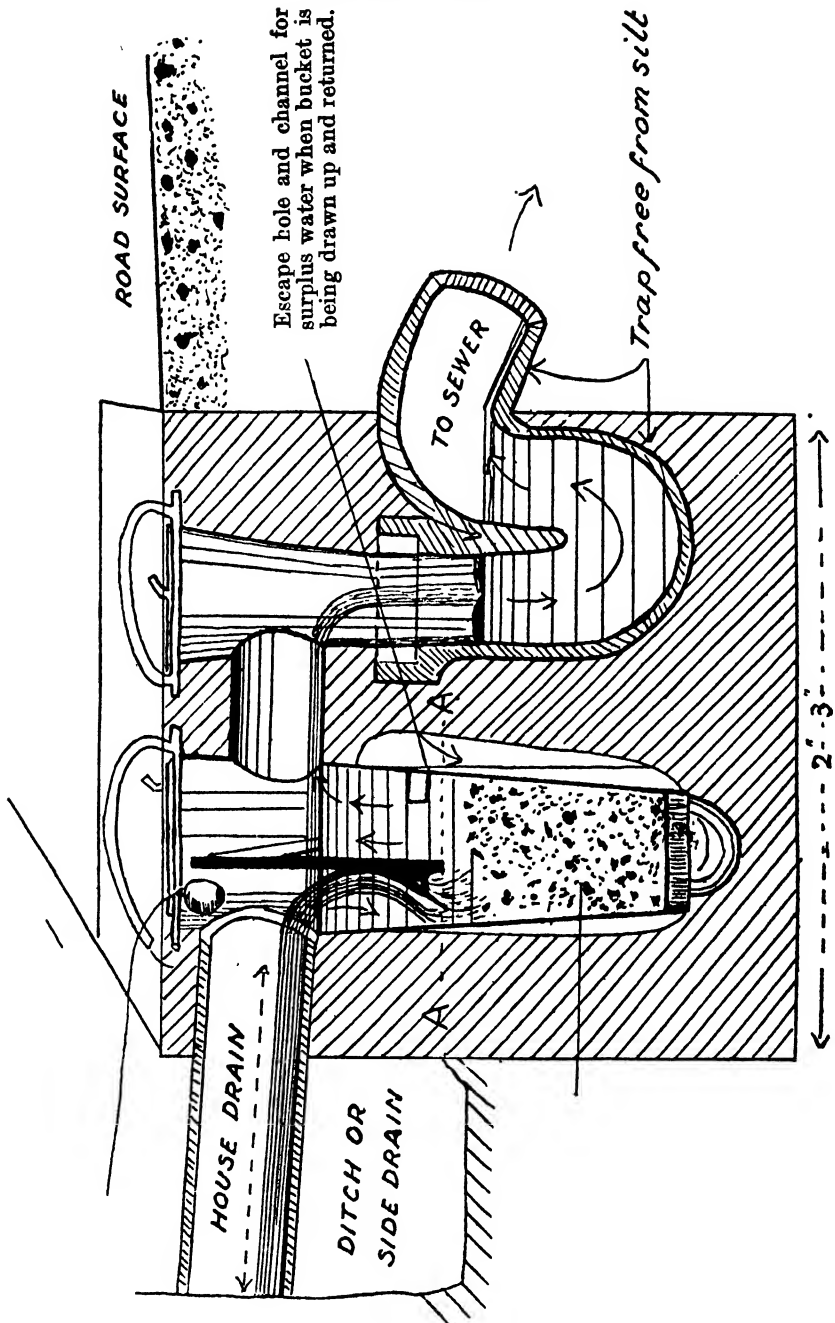 ROAD SURFACE
Escape hole and channel for
surplus water when bucket is
being drawn up and returned.
TO SEWER
Trap free from silt
HOUSE DRAIN
DITCH OR
SIDE DRAIN
A
A
2" 3"